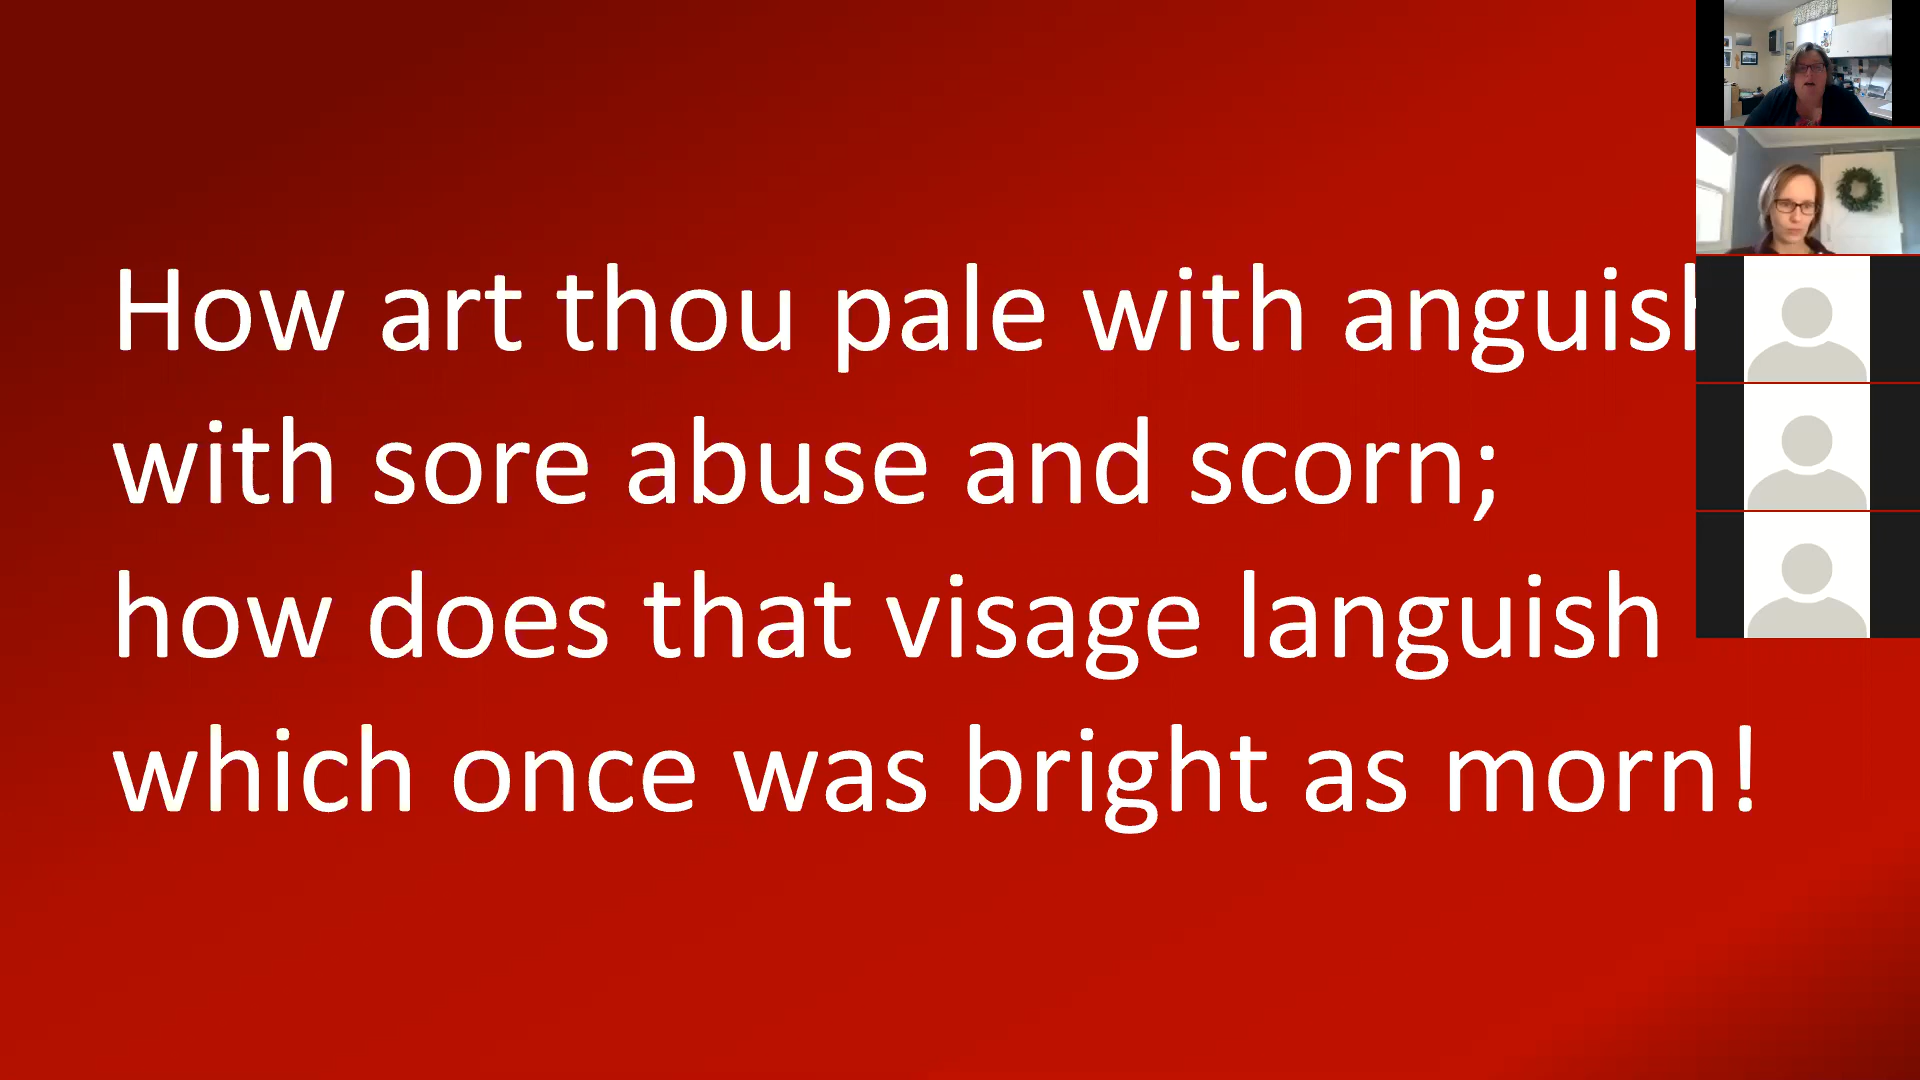 How art thou pale with anguish
with sore abuse and scorn;
how does that visage languish
which once was bright as morn!